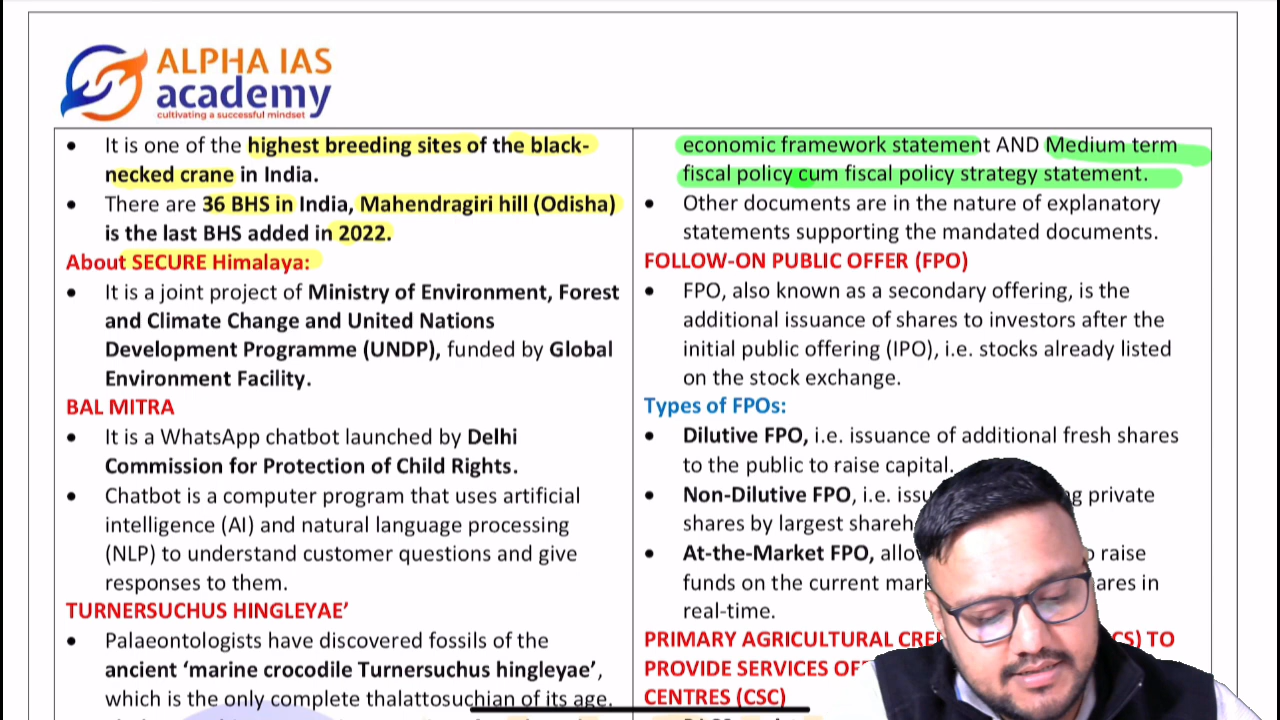 ALPHA IAS
academy
cultivating a successful mindset
• It is one of the highest breeding sites of the black-
necked crane in India.
• There are 36 BHS in India, Mahendragiri hill (Odisha)
is the last BHS added in 2022.
About SECURE Himalaya:
• It is a joint project of Ministry of Environment, Forest
and Climate Change and United Nations
Development Programme (UNDP), funded by Global
Environment Facility.
BAL MITRA
• It is a WhatsApp chatbot launched by Delhi
Commission for Protection of Child Rights.
• Chatbot is a computer program that uses artificial
intelligence (AI) and natural language processing
(NLP) to understand customer questions and give
responses to them.
TURNERSUCHUS HINGLEYAE’
• Palaeontologists have discovered fossils of the
ancient ‘marine crocodile Turnersuchus hingleyae’,
which is the only complete thalattosuchian of its age.
economic framework statement AND Medium term
fiscal policy cum fiscal policy strategy statement.
• Other documents are in the nature of explanatory
statements supporting the mandated documents.
FOLLOW-ON PUBLIC OFFER (FPO)
• FPO, also known as a secondary offering, is the
additional issuance of shares to investors after the
initial public offering (IPO), i.e. stocks already listed
on the stock exchange.
Types of FPOs:
• Dilutive FPO, i.e. issuance of additional fresh shares
to the public to raise capital.
• Non-Dilutive FPO, i.e. private
shares by largest
• At-the-Market FPO, raise
funds on the current in
real-time.
PRIMARY AGRICULTURAL TO
PROVIDE SERVICES
CENTRES (CSC)